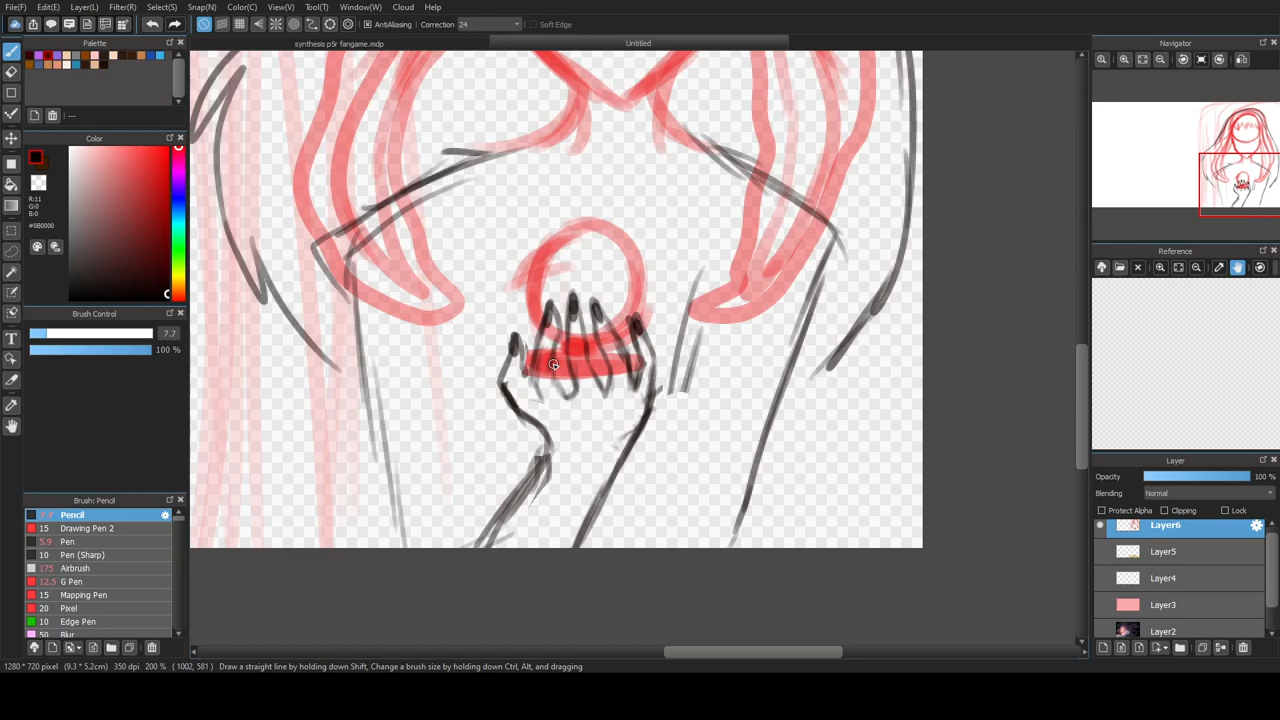 File(F) Edit(E) Layer(L) Filter(R) Select(S) Snap(N) Color(C) View(V) Tool(T) Window(W) Cloud Help
AntiAliasing Correction 24 Soft Edge
Palette
synthesis p5r fangame.mdp Untitled
Navigator
---
Color
R:11
G:0
B:0
#0B0000
Reference
Brush Control
7.7
100 %
Layer
Opacity 100 %
Blending Normal
Protect Alpha Clipping Lock
Layer6
Layer5
Layer4
Layer3
Layer2
Brush: Pencil
7.7 Pencil
15 Drawing Pen 2
5.9 Pen
10 Pen (Sharp)
175 Airbrush
12.5 G Pen
15 Mapping Pen
20 Pixel
10 Edge Pen
50 Blur
1280 * 720 pixel (9.3 * 5.2cm) 350 dpi 200 % ( 1002, 581 ) Draw a straight line by holding down Shift, Change a brush size by holding down Ctrl, Alt, and dragging